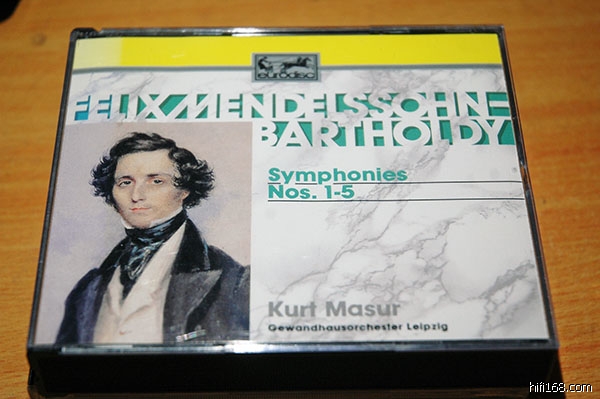 eurodisc
FELIX MENDELSSOHN-
BARTHOLDY
Symphonies
Nos. 1-5
Kurt Masur
Gewandhausorchester Leipzig
hifi168.com